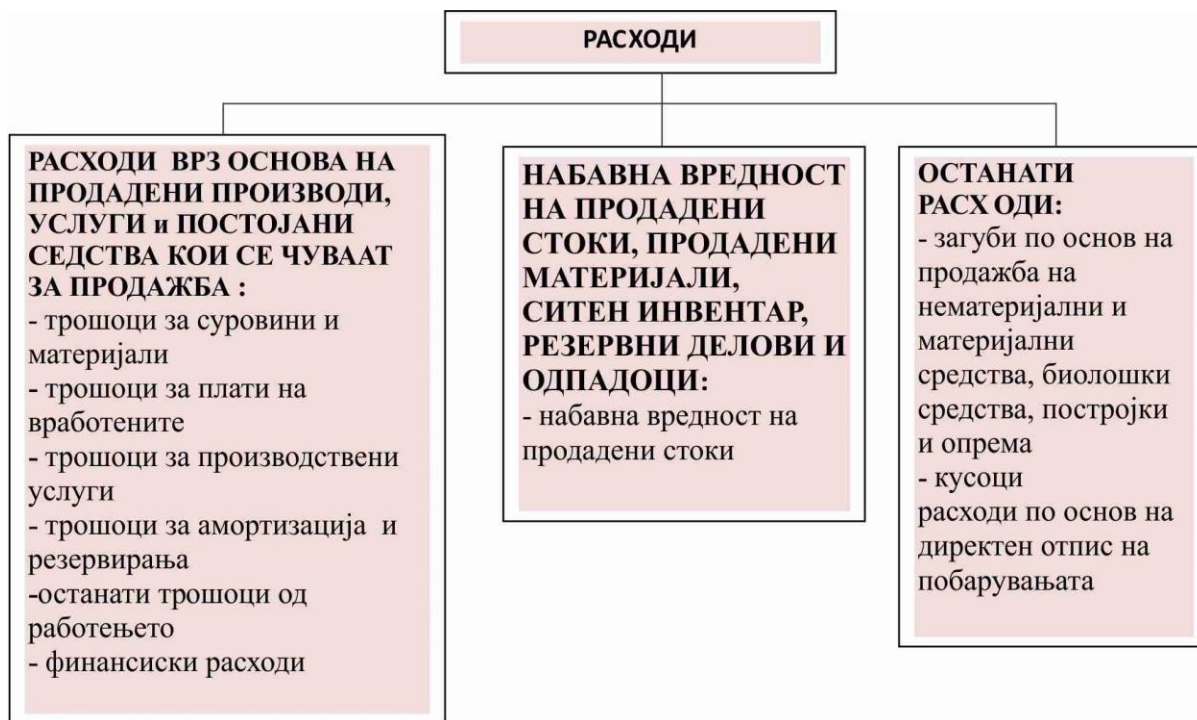 РАСХОДИ
РАСХОДИ ВРЗ ОСНОВА НА
ПРОДАДЕНИ ПРОИЗВОДИ,
УСЛУГИ и ПОСТОЈАНИ
СЕДСТВА КОИ СЕ ЧУВААТ
ЗА ПРОДАЖБА :
- трошоци за суровини и
материјали
- трошоци за плати на
вработените
- трошоци за производствени
услуги
- трошоци за амортизација и
резервирања
-останати трошоци од
работењето
- финансиски расходи
НАБАВНА ВРЕДНОСТ
НА ПРОДАДЕНИ
СТОКИ, ПРОДАДЕНИ
МАТЕРИЈАЛИ,
СИТЕН ИНВЕНТАР,
РЕЗЕРВНИ ДЕЛОВИ И
ОДПАДОЦИ:
- набавна вредност на
продадени стоки
ОСТАНАТИ
РАСХ ОДИ:
- загуби по основ на
продажба на
нематеријални и
материјални
средства, биолошки
средства, постројки
и опрема
- кусоци
расходи по основ на
директен отпис на
побарувањата